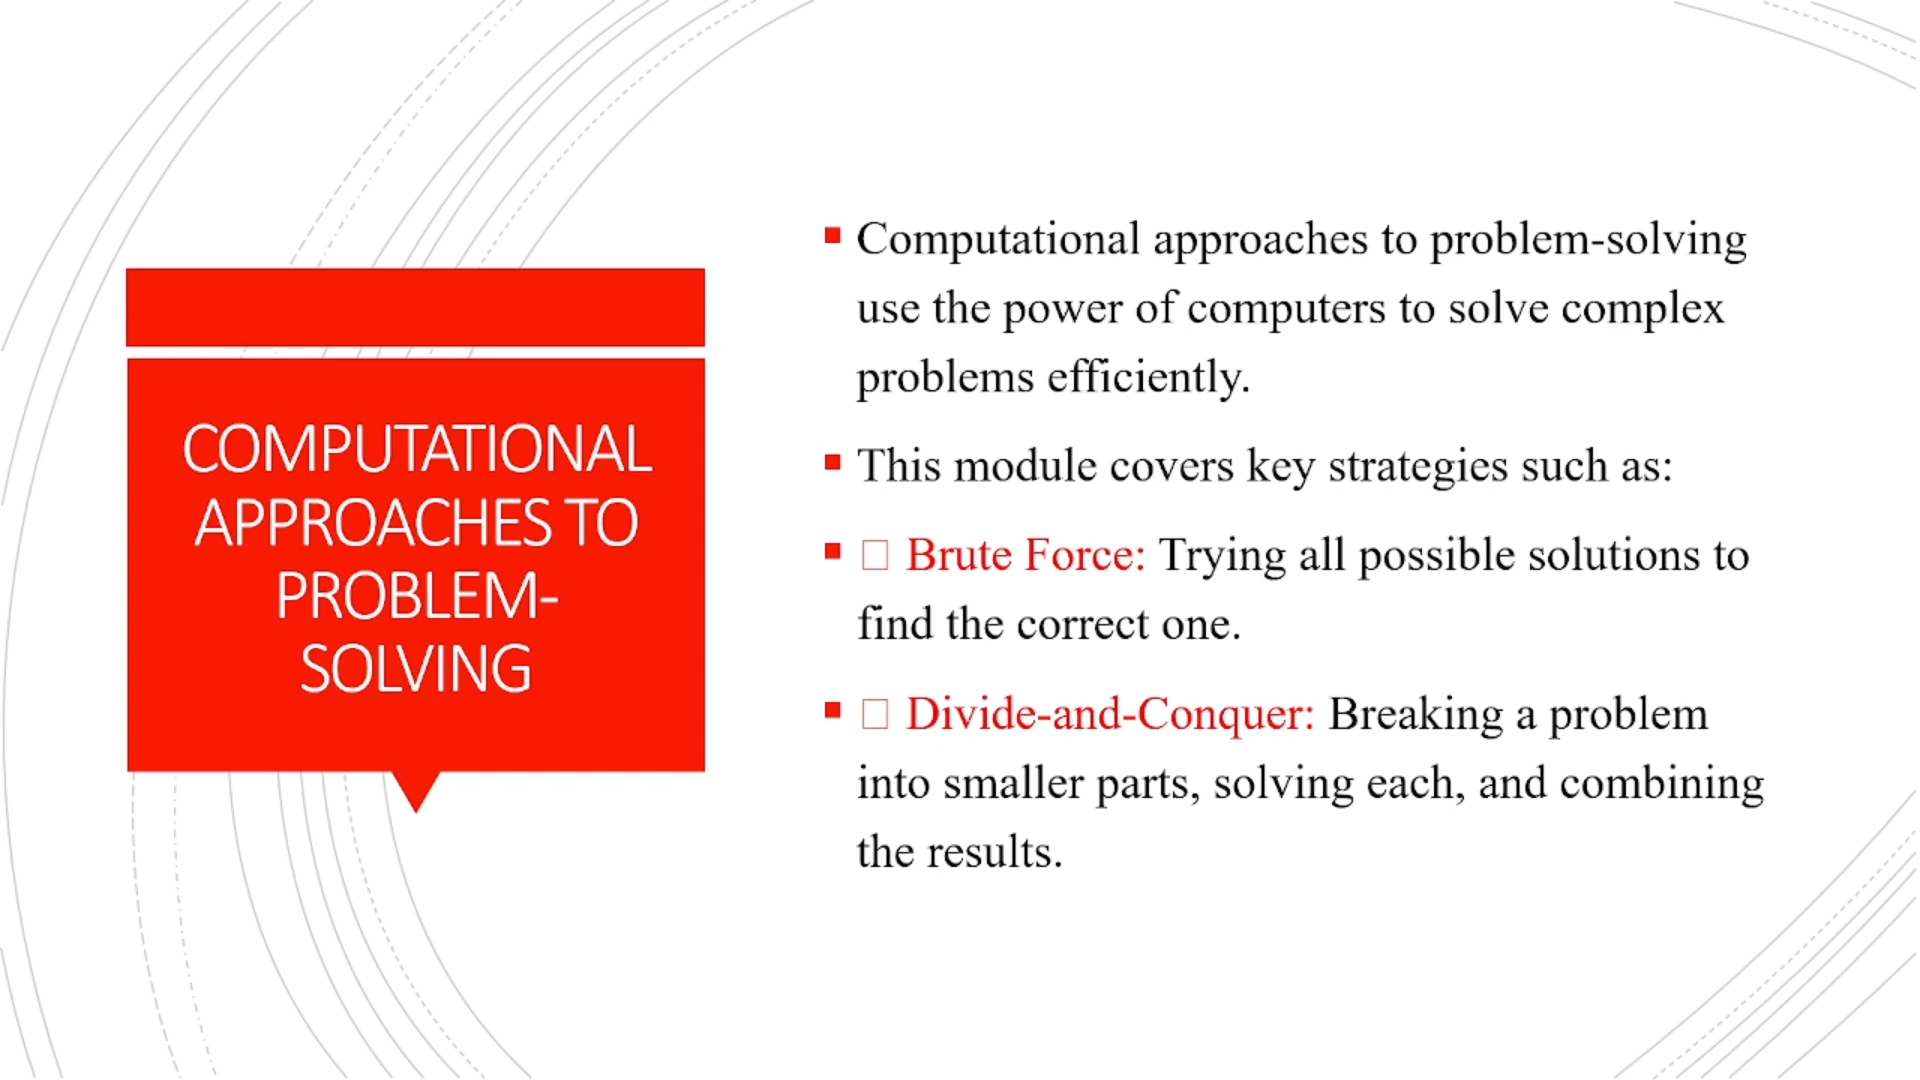 COMPUTATIONAL
APPROACHES TO
PROBLEM-
SOLVING
Computational approaches to problem-solving
use the power of computers to solve complex
problems efficiently.
This module covers key strategies such as:
Brute Force: Trying all possible solutions to
find the correct one.
Divide-and-Conquer: Breaking a problem
into smaller parts, solving each, and combining
the results.